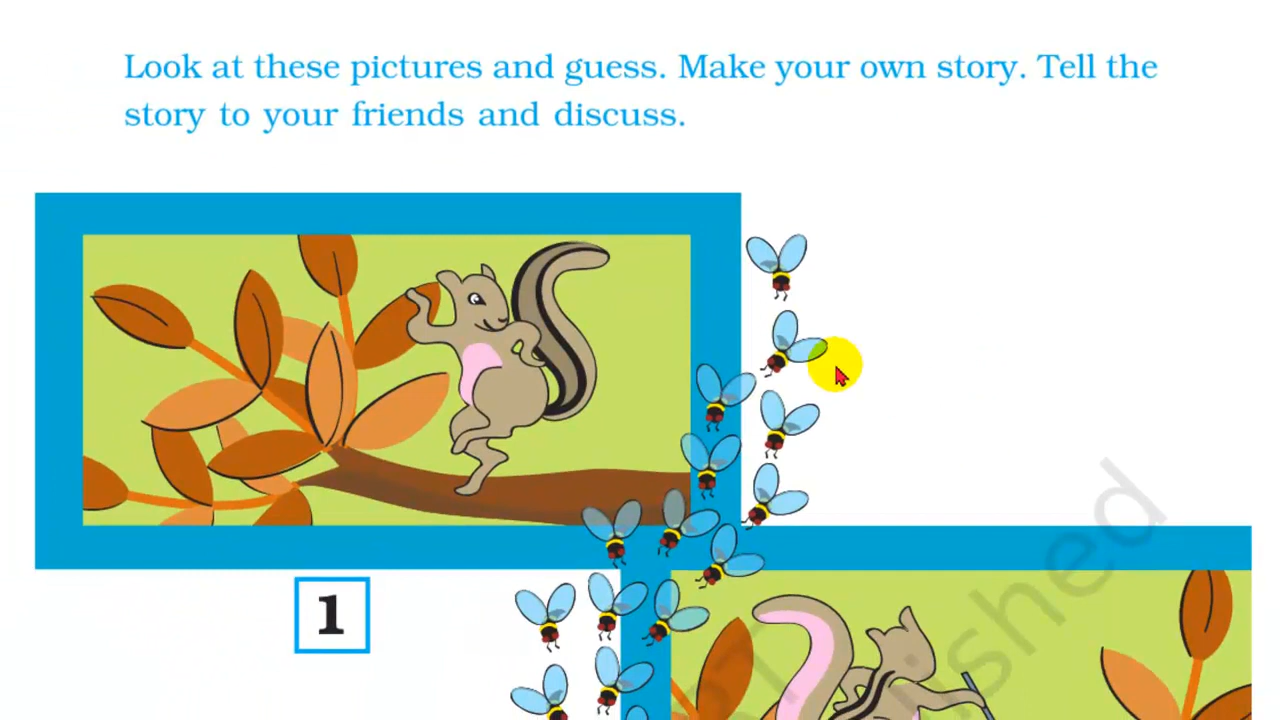 Look at these pictures and guess. Make your own story. Tell the
story to your friends and discuss.
1